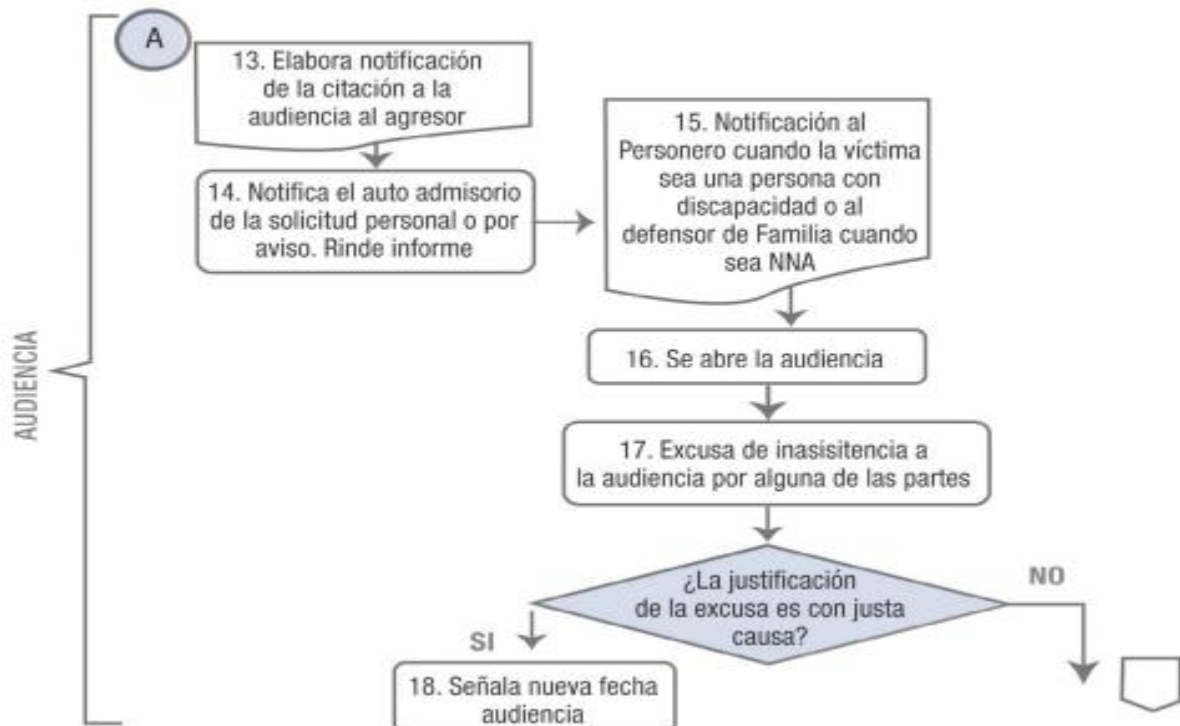 A
13. Elabora notificación
de la citación a la
audiencia al agresor
14. Notifica el auto admisorio
de la solicitud personal o por
aviso. Rinde informe
15. Notificación al
Personero cuando la víctima
sea una persona con
discapacidad o al
defensor de Familia cuando
sea NNA
16. Se abre la audiencia
17. Excusa de inasisitencia a
la audiencia por alguna de las partes
¿La justificación
de la excusa es con justa
causa?
NO
SI
18. Señala nueva fecha
audiencia
AUDIENCIA